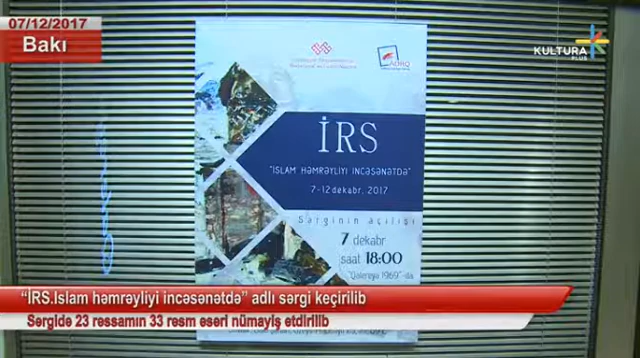 07/12/2017
Bakı
KULTURA
PLUS
ADRQ
İRS
"İSLAM HƏMRƏYLİYİ İNCƏSƏNƏTDƏ"
7-12 dekabr, 2017
Sərginin açılışı
7 dekabr
saat 18:00
"Qalereya 1969"-da
"İRS.Islam həmrəyliyi incəsənətdə" adlı sərgi keçirilib
Sərgidə 23 rəssamın 33 rəsm əsəri nümayiş etdirilib